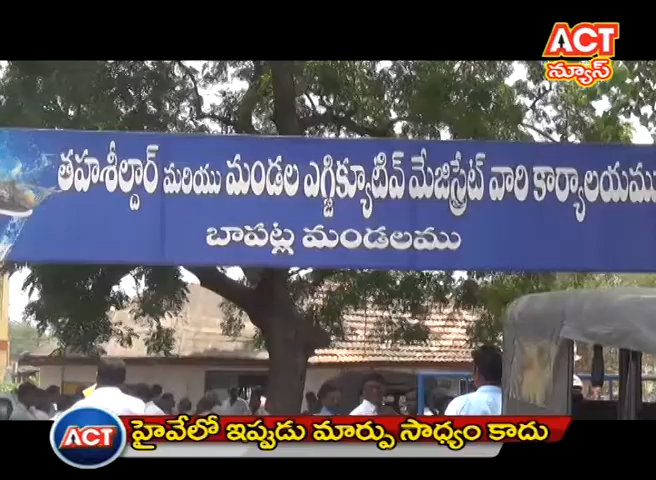 ACT
న్యూస్
తహశీల్దార్ మరియు మండల ఎగ్జిక్యూటివ్ మేజిస్ట్రేట్ వారి కార్యాలయము
బాపట్ల మండలము
ACT హైవేలో ఇప్పుడు మార్పు సాధ్యం కాదు